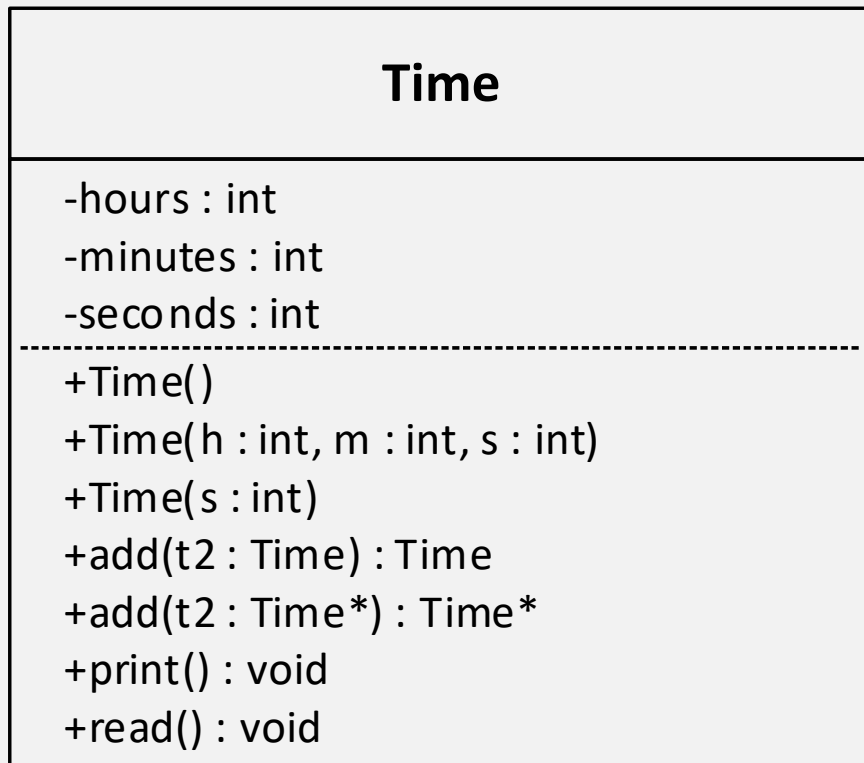 Time
-hours : int
-minutes : int
-seconds : int
+Time()
+Time(h : int, m : int, s : int)
+Time(s : int)
+add(t2 : Time) : Time
+add(t2 : Time*) : Time*
+print() : void
+read() : void